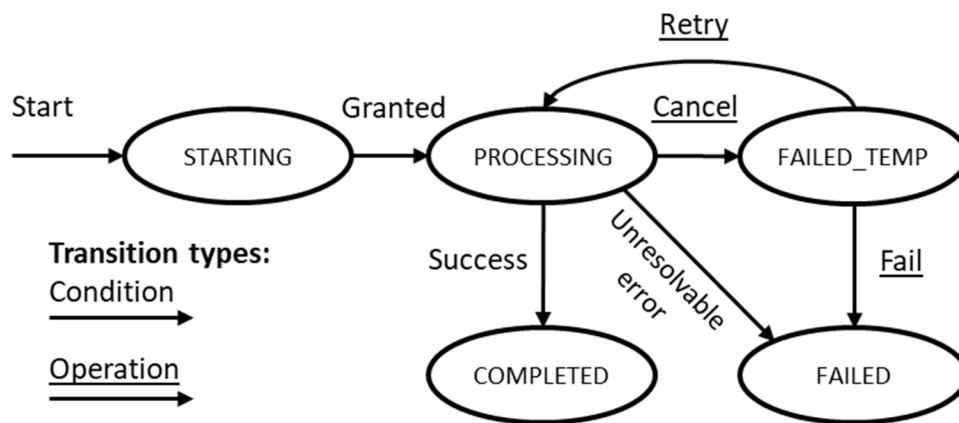 Retry
Start
Granted
Cancel
STARTING
PROCESSING
FAILED_TEMP
Transition types:
Condition
Operation
Success
Unresolvable
error
Fail
COMPLETED
FAILED